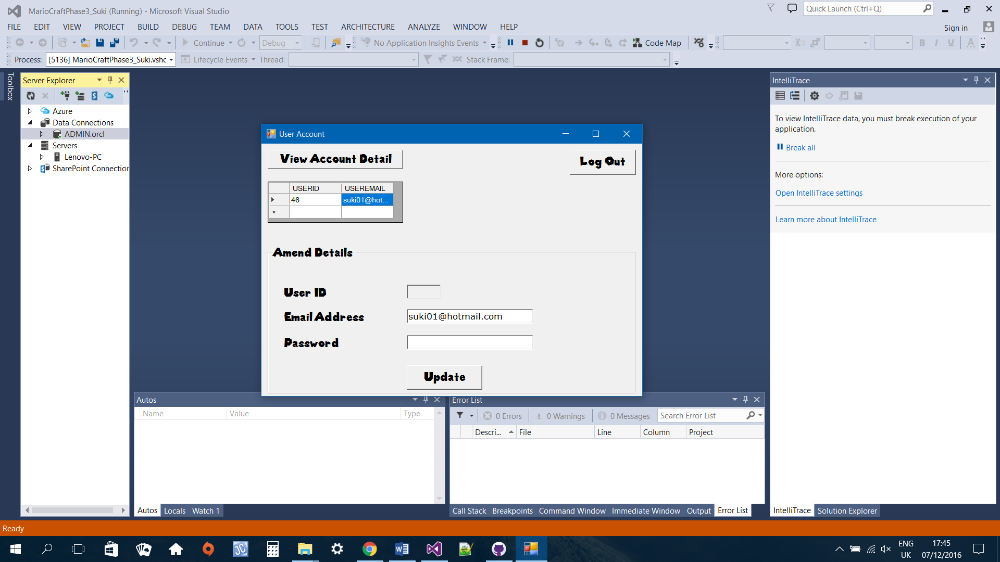 MarioCraftPhase3_Suki (Running) - Microsoft Visual Studio
Quick Launch (Ctrl+Q)
FILE EDIT VIEW PROJECT BUILD DEBUG TEAM DATA TOOLS TEST ARCHITECTURE ANALYZE WINDOW HELP
Sign in
Continue Debug No Application Insights Events Code Map B I U A
Process: [5136] MarioCraftPhase3_Suki.vshc Lifecycle Events Thread: Stack Frame:
Toolbox
Server Explorer
Azure
Data Connections
ADMIN.orcl
Servers
Lenovo-PC
SharePoint Connection
User Account
View Account Detail
Log Out
USERID USEREMAIL
46 suki01@hot...
*
Amend Details
User ID
Email Address suki01@hotmail.com
Password
Update
IntelliTrace
To view IntelliTrace data, you must break execution of your
application.
Break all
More options:
Open IntelliTrace settings
Learn more about IntelliTrace
Autos
Name Value Type
Autos Locals Watch 1
Error List
0 Errors 0 Warnings 0 Messages Search Error List
Descri... File Line Column Project
Call Stack Breakpoints Command Window Immediate Window Output Error List
IntelliTrace Solution Explorer
Ready
JC
ENG
UK
17:45
07/12/2016